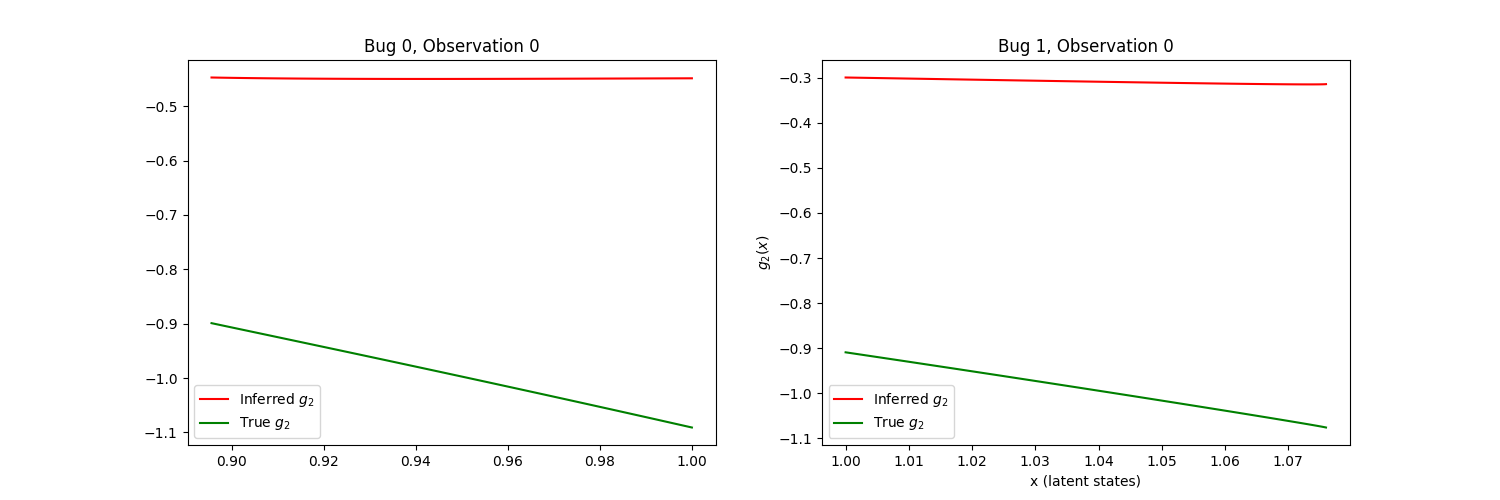 Bug 0, Observation 0
−0.5
−0.6
−0.7
−0.8
−0.9
−1.0
−1.1
Inferred g₂
True g₂
0.90 0.92 0.94 0.96 0.98 1.00
Bug 1, Observation 0
g₂(x)
−0.3
−0.4
−0.5
−0.6
−0.7
−0.8
−0.9
−1.0
−1.1
Inferred g₂
True g₂
1.00 1.01 1.02 1.03 1.04 1.05 1.06 1.07
x (latent states)